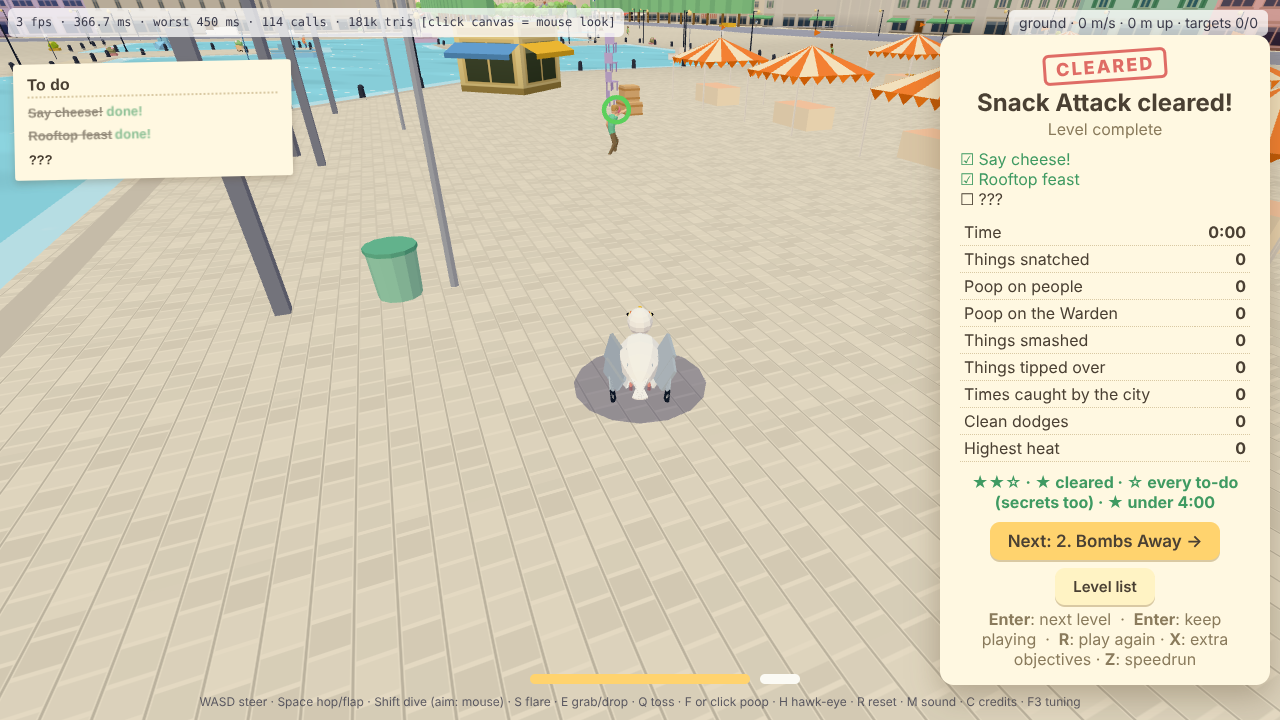 3 fps · 366.7 ms · worst 450 ms · 114 calls · 181k tris [click canvas = mouse look]
ground · 0 m/s · 0 m up · targets 0/0
To do
Say cheese! done!
Rooftop feast done!
???
CLEARED
Snack Attack cleared!
Level complete
☑ Say cheese!
☑ Rooftop feast
☐ ???
Time 0:00
Things snatched 0
Poop on people 0
Poop on the Warden 0
Things smashed 0
Things tipped over 0
Times caught by the city 0
Clean dodges 0
Highest heat 0
★★☆ · ★ cleared · ☆ every to-do
(secrets too) · ★ under 4:00
Next: 2. Bombs Away →
Level list
Enter: next level · Enter: keep
playing · R: play again · X: extra
objectives · Z: speedrun
WASD steer · Space hop/flap · Shift dive (aim: mouse) · S flare · E grab/drop · Q toss · F or click poop · H hawk-eye · R reset · M sound · C credits · F3 tuning